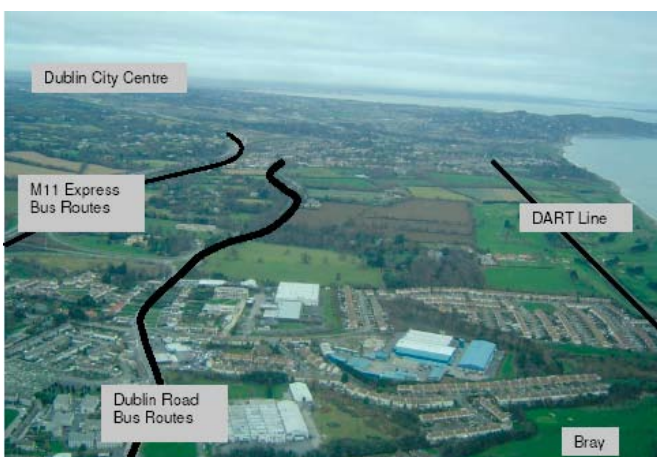 Dublin City Centre
M11 Express
Bus Routes
DART Line
Dublin Road
Bus Routes
Bray